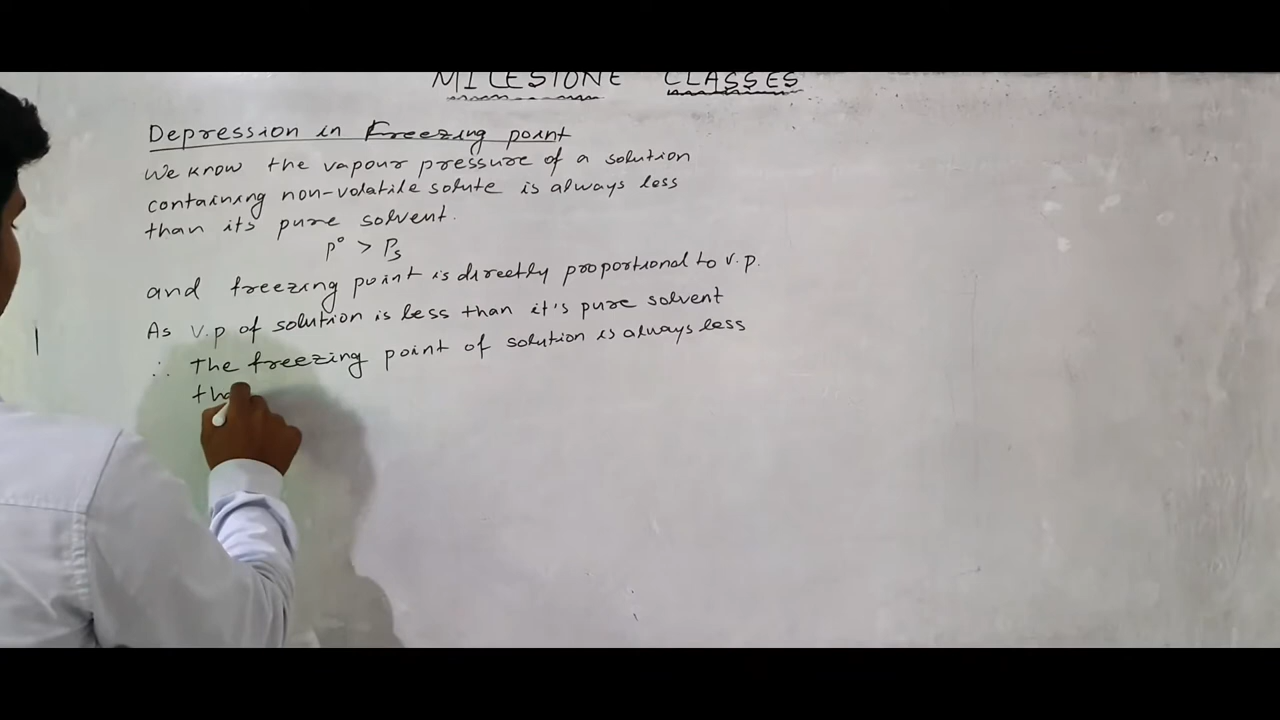 MILESTONE CLASSES
Depression in Freezing point
We know the vapour pressure of a solution
containing non-volatile solute is always less
than its pure solvent.
p° > Ps
and freezing point is directly proportional to v.p.
As v.p of solution is less than it's pure solvent
∴ The freezing point of solution is always less
tha